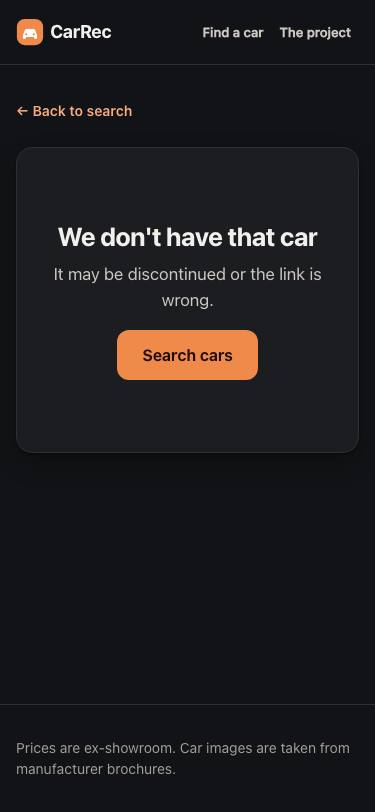 CarRec
Find a car
The project
← Back to search
We don't have that car
It may be discontinued or the link is
wrong.
Search cars
Prices are ex-showroom. Car images are taken from
manufacturer brochures.